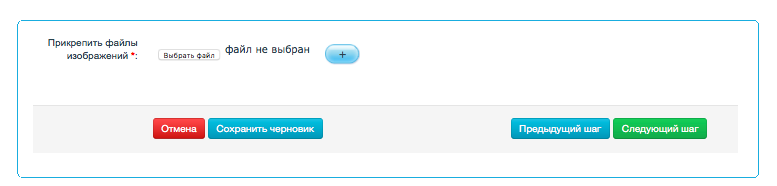 Прикрепить файлы
изображений *:
Выбрать файл файл не выбран +
Отмена Сохранить черновик Предыдущий шаг Следующий шаг